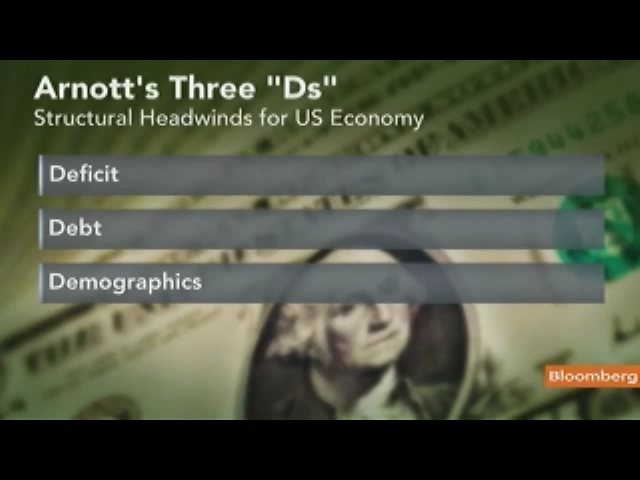 Arnott's Three "Ds"
Structural Headwinds for US Economy
Deficit
Debt
Demographics
Bloomberg